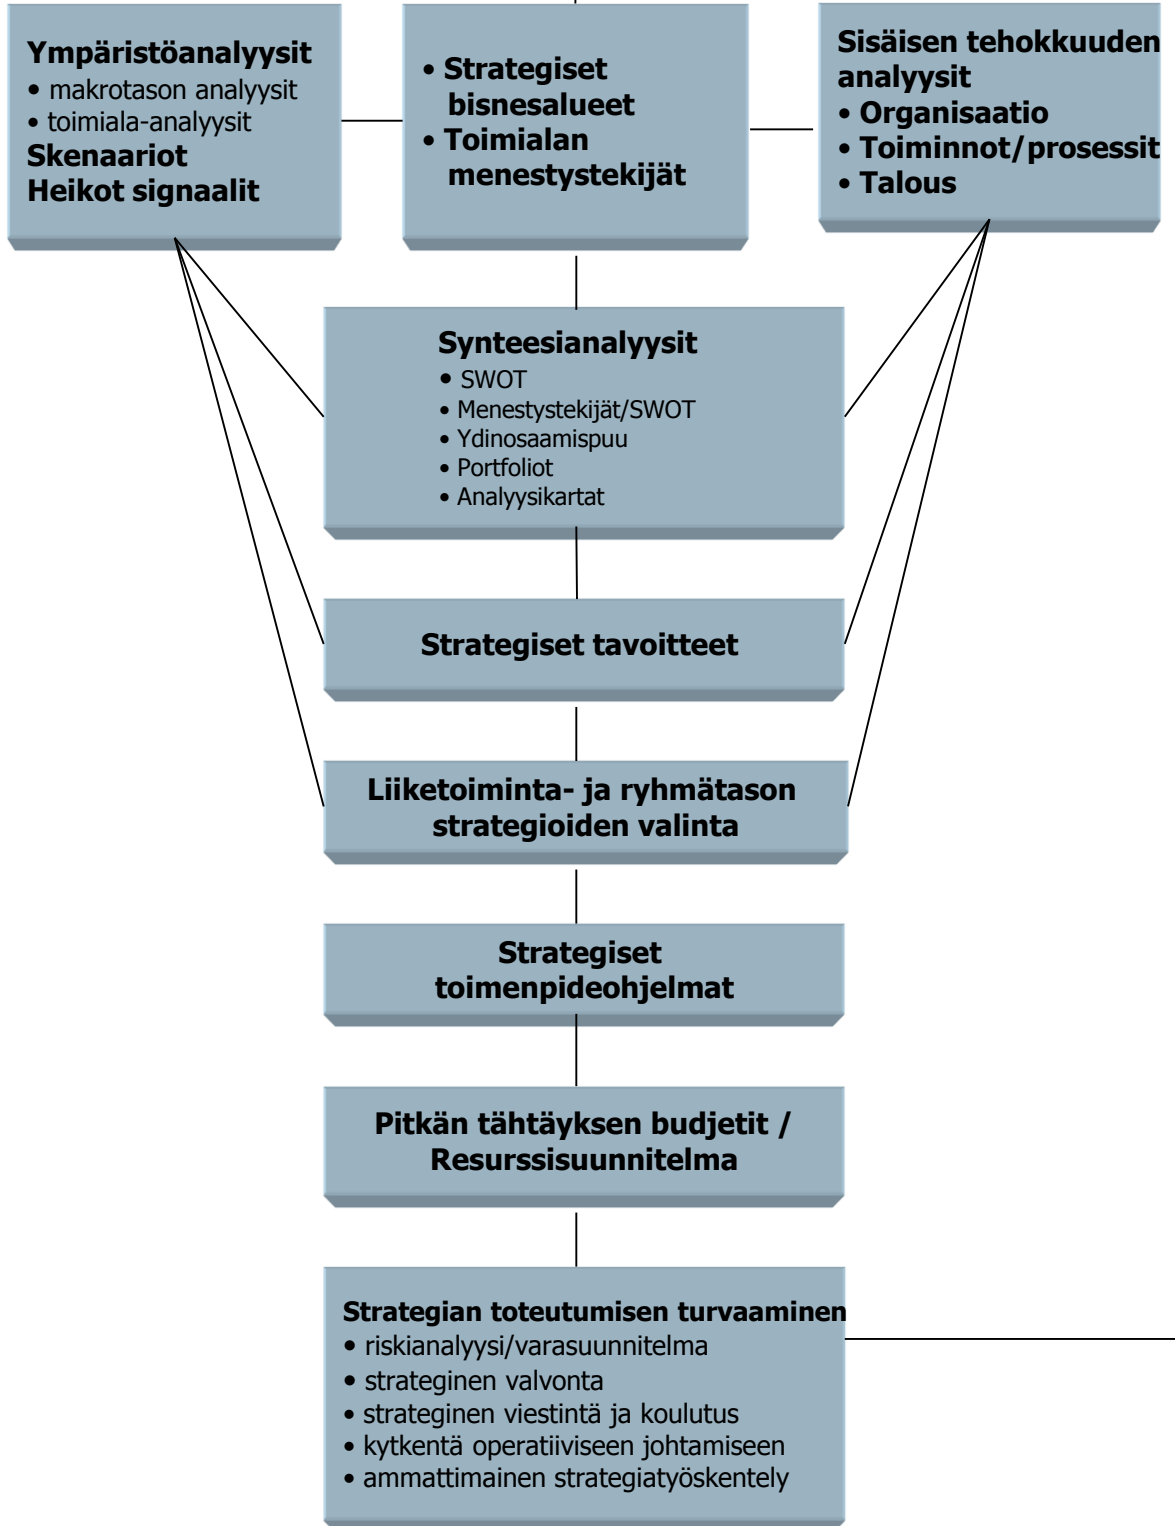 Ympäristöanalyysit
• makrotason analyysit
• toimiala-analyysit
Skenaariot
Heikot signaalit
• Strategiset
bisnesalueet
• Toimialan
menestystekijät
Sisäisen tehokkuuden
analyysit
• Organisaatio
• Toiminnot/prosessit
• Talous
Synteesianalyysit
• SWOT
• Menestystekijät/SWOT
• Ydinosaamispuu
• Portfoliot
• Analyysikartat
Strategiset tavoitteet
Liiketoiminta- ja ryhmätason
strategioiden valinta
Strategiset
toimenpideohjelmat
Pitkän tähtäyksen budjetit /
Resurssisuunnitelma
Strategian toteutumisen turvaaminen
• riskianalyysi/varasuunnitelma
• strateginen valvonta
• strateginen viestintä ja koulutus
• kytkentä operatiiviseen johtamiseen
• ammattimainen strategiatyöskentely